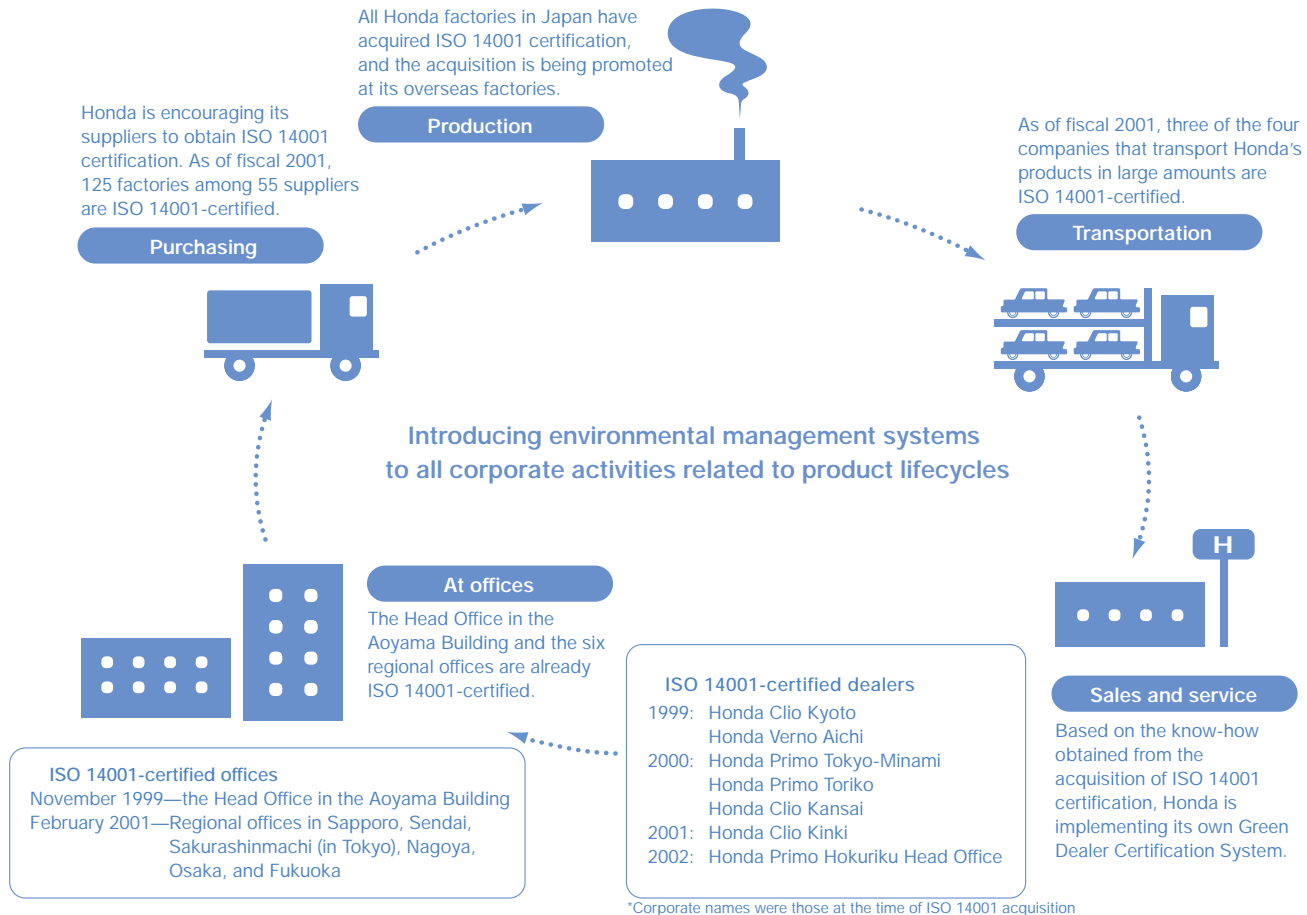 All Honda factories in Japan have
acquired ISO 14001 certification,
and the acquisition is being promoted
at its overseas factories.
Production
Honda is encouraging its
suppliers to obtain ISO 14001
certification. As of fiscal 2001,
125 factories among 55 suppliers
are ISO 14001-certified.
Purchasing
As of fiscal 2001, three of the four
companies that transport Honda's
products in large amounts are
ISO 14001-certified.
Transportation
Introducing environmental management systems
to all corporate activities related to product lifecycles
H
Sales and service
Based on the know-how
obtained from the
acquisition of ISO 14001
certification, Honda is
implementing its own Green
Dealer Certification System.
At offices
The Head Office in the
Aoyama Building and the six
regional offices are already
ISO 14001-certified.
ISO 14001-certified dealers
1999: Honda Clio Kyoto
Honda Verno Aichi
2000: Honda Primo Tokyo-Minami
Honda Primo Toriko
Honda Clio Kansai
2001: Honda Clio Kinki
2002: Honda Primo Hokuriku Head Office
*Corporate names were those at the time of ISO 14001 acquisition
ISO 14001-certified offices
November 1999—the Head Office in the Aoyama Building
February 2001—Regional offices in Sapporo, Sendai,
Sakurashinmachi (in Tokyo), Nagoya,
Osaka, and Fukuoka